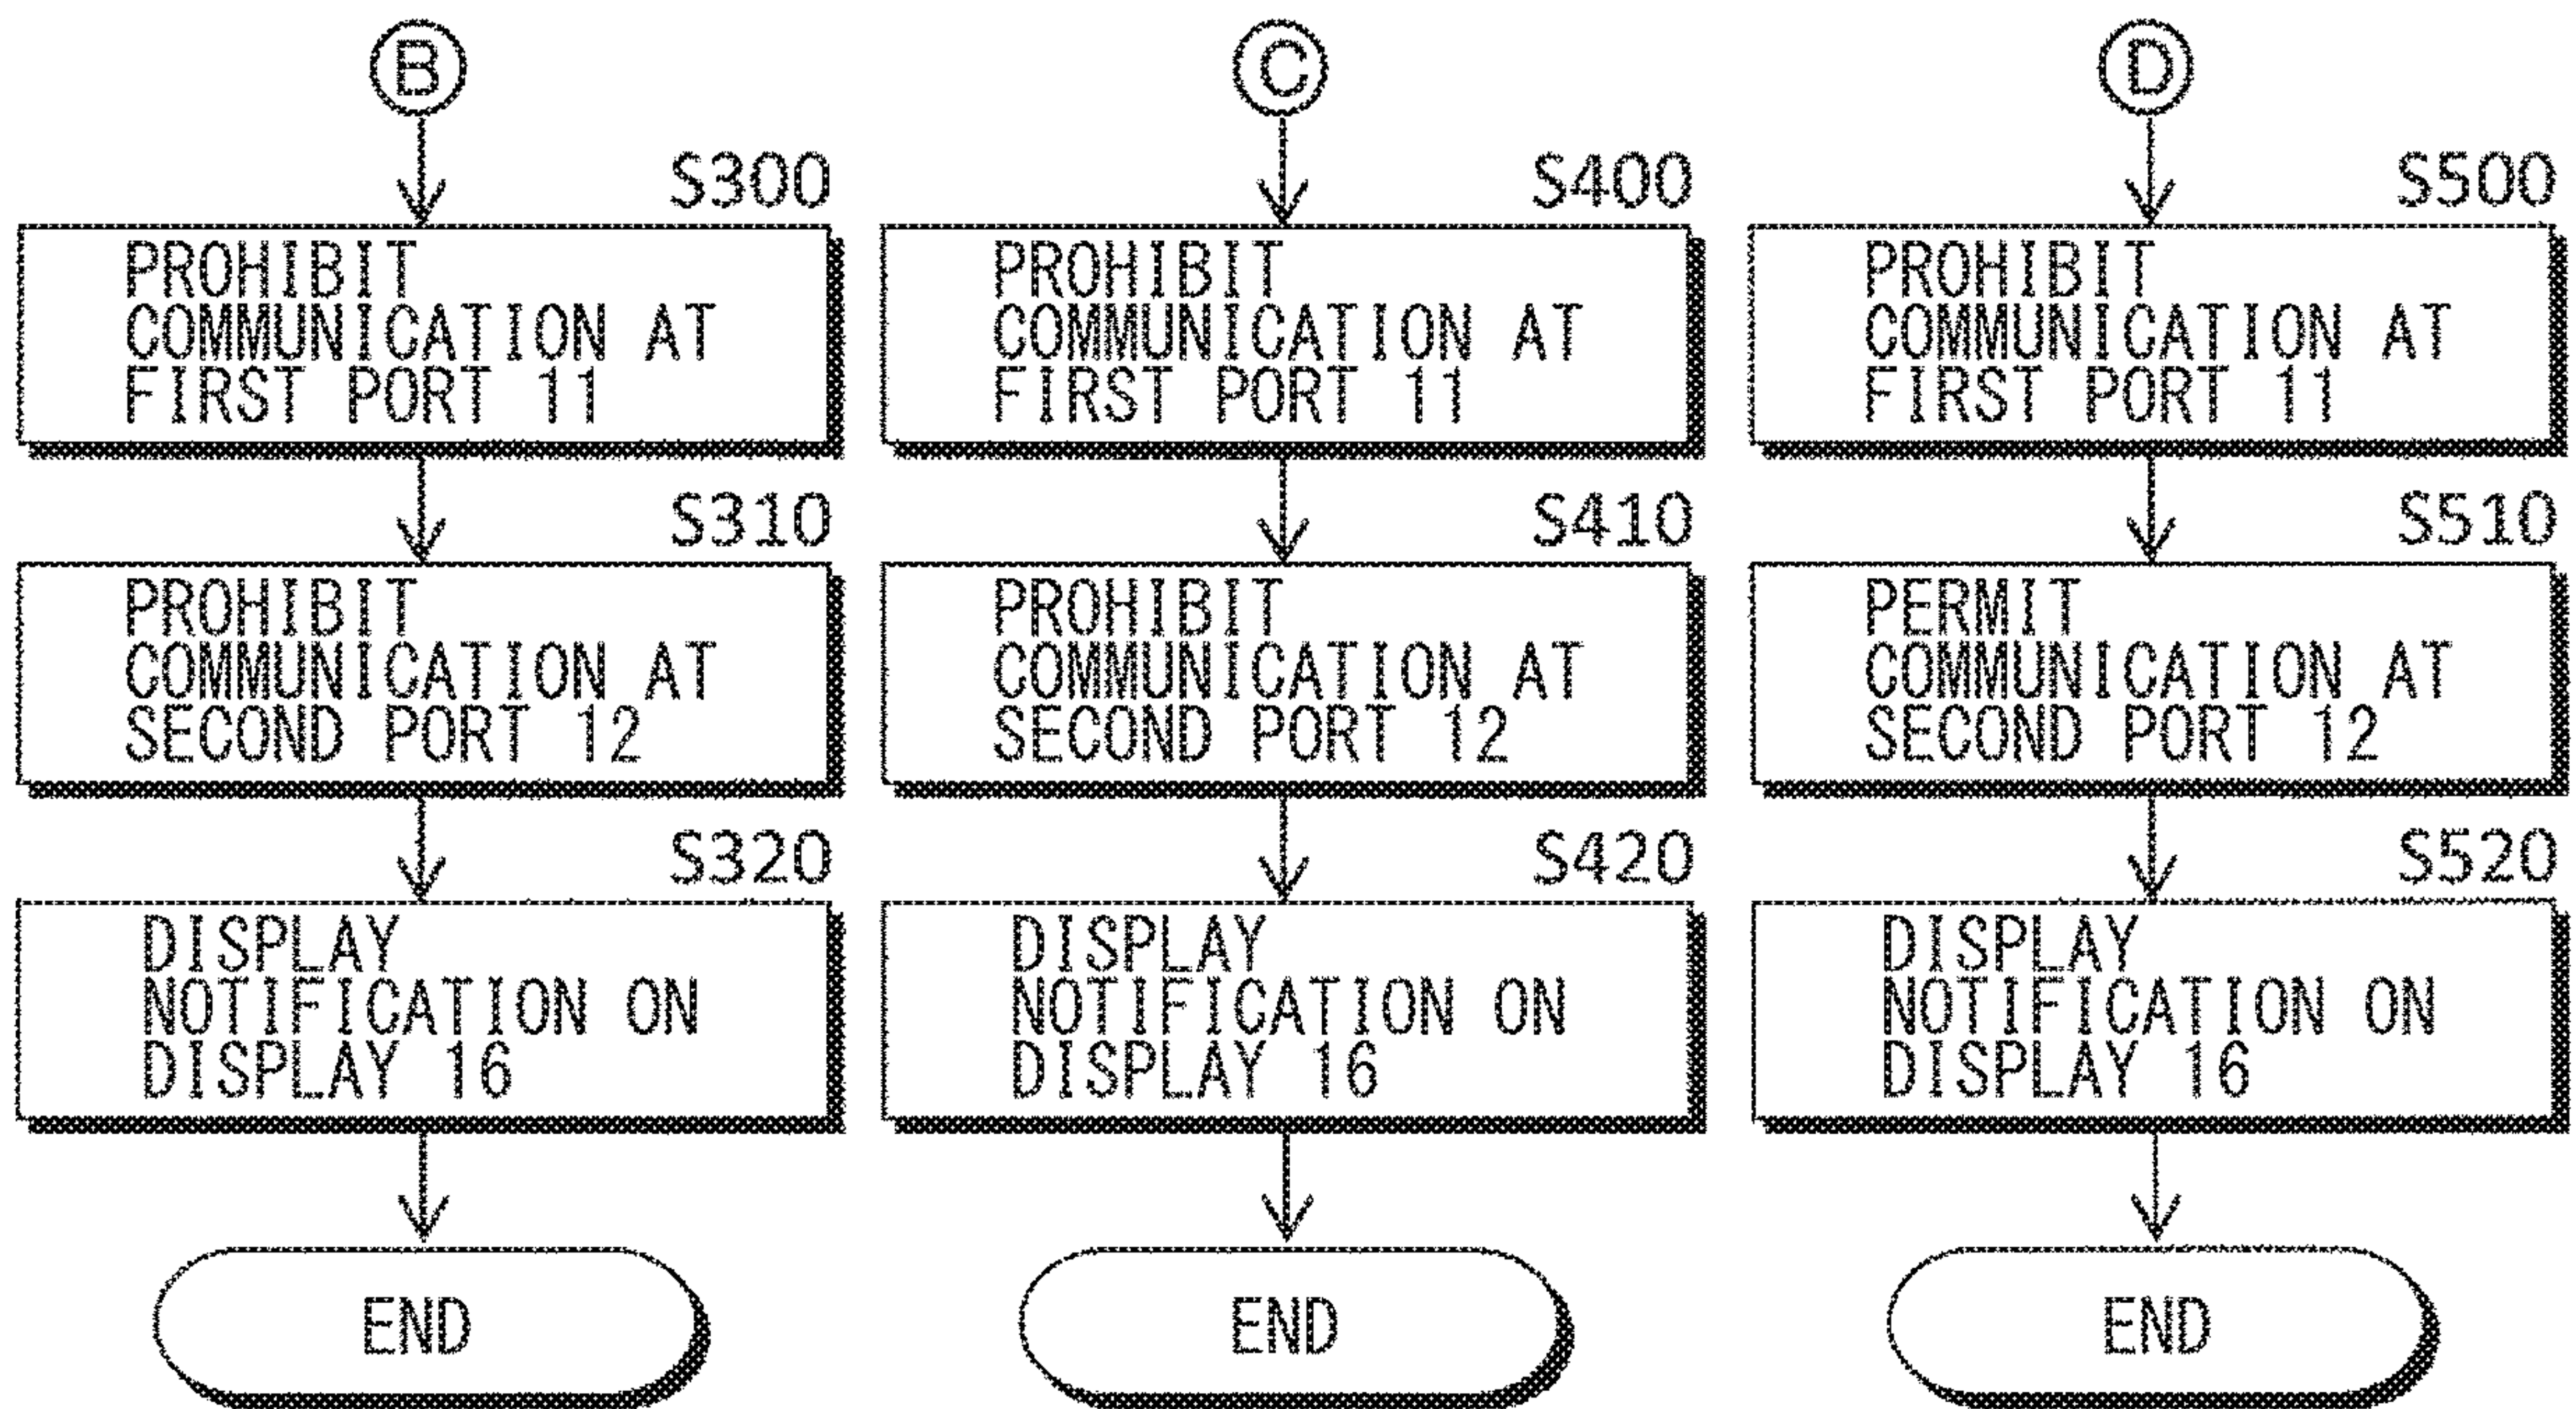 B
S300
PROHIBIT
COMMUNICATION AT
FIRST PORT 11
S310
PROHIBIT
COMMUNICATION AT
SECOND PORT 12
S320
DISPLAY
NOTIFICATION ON
DISPLAY 16
END
C
S400
PROHIBIT
COMMUNICATION AT
FIRST PORT 11
S410
PROHIBIT
COMMUNICATION AT
SECOND PORT 12
S420
DISPLAY
NOTIFICATION ON
DISPLAY 16
END
D
S500
PROHIBIT
COMMUNICATION AT
FIRST PORT 11
S510
PERMIT
COMMUNICATION AT
SECOND PORT 12
S520
DISPLAY
NOTIFICATION ON
DISPLAY 16
END